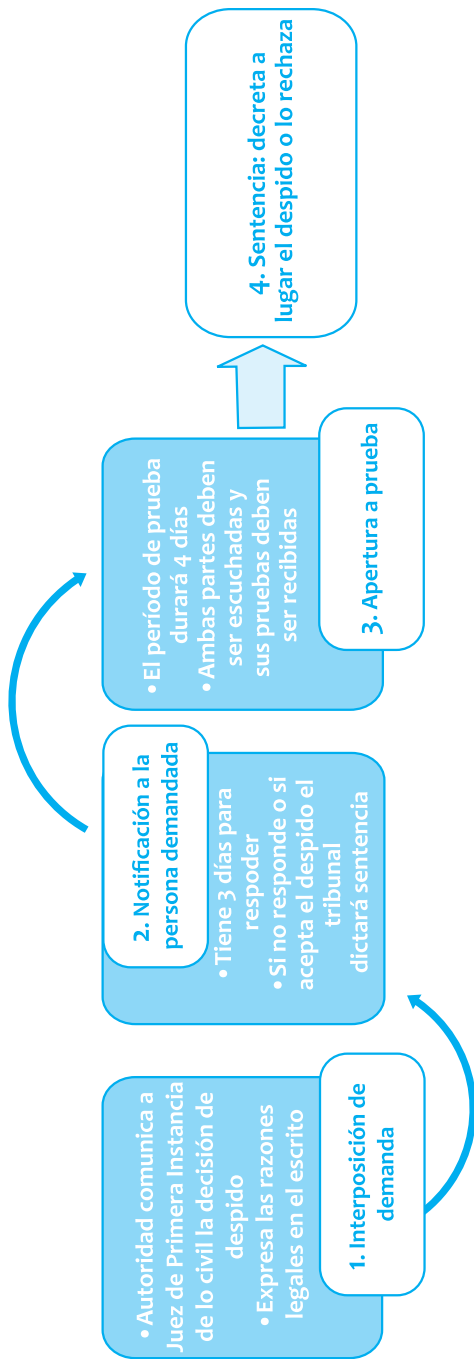 • Autoridad comunica a
Juez de Primera Instancia
de lo civil la decisión de
despido
• Expresa las razones
legales en el escrito
1. Interposición de
demanda
2. Notificación a la
persona demandada
• Tiene 3 días para
respoder
• Si no responde o si
acepta el despido el
tribunal
dictará sentencia
• El período de prueba
durará 4 días
• Ambas partes deben
ser escuchadas y
sus pruebas deben
ser recibidas
3. Apertura a prueba
4. Sentencia: decreta a
lugar el despido o lo rechaza